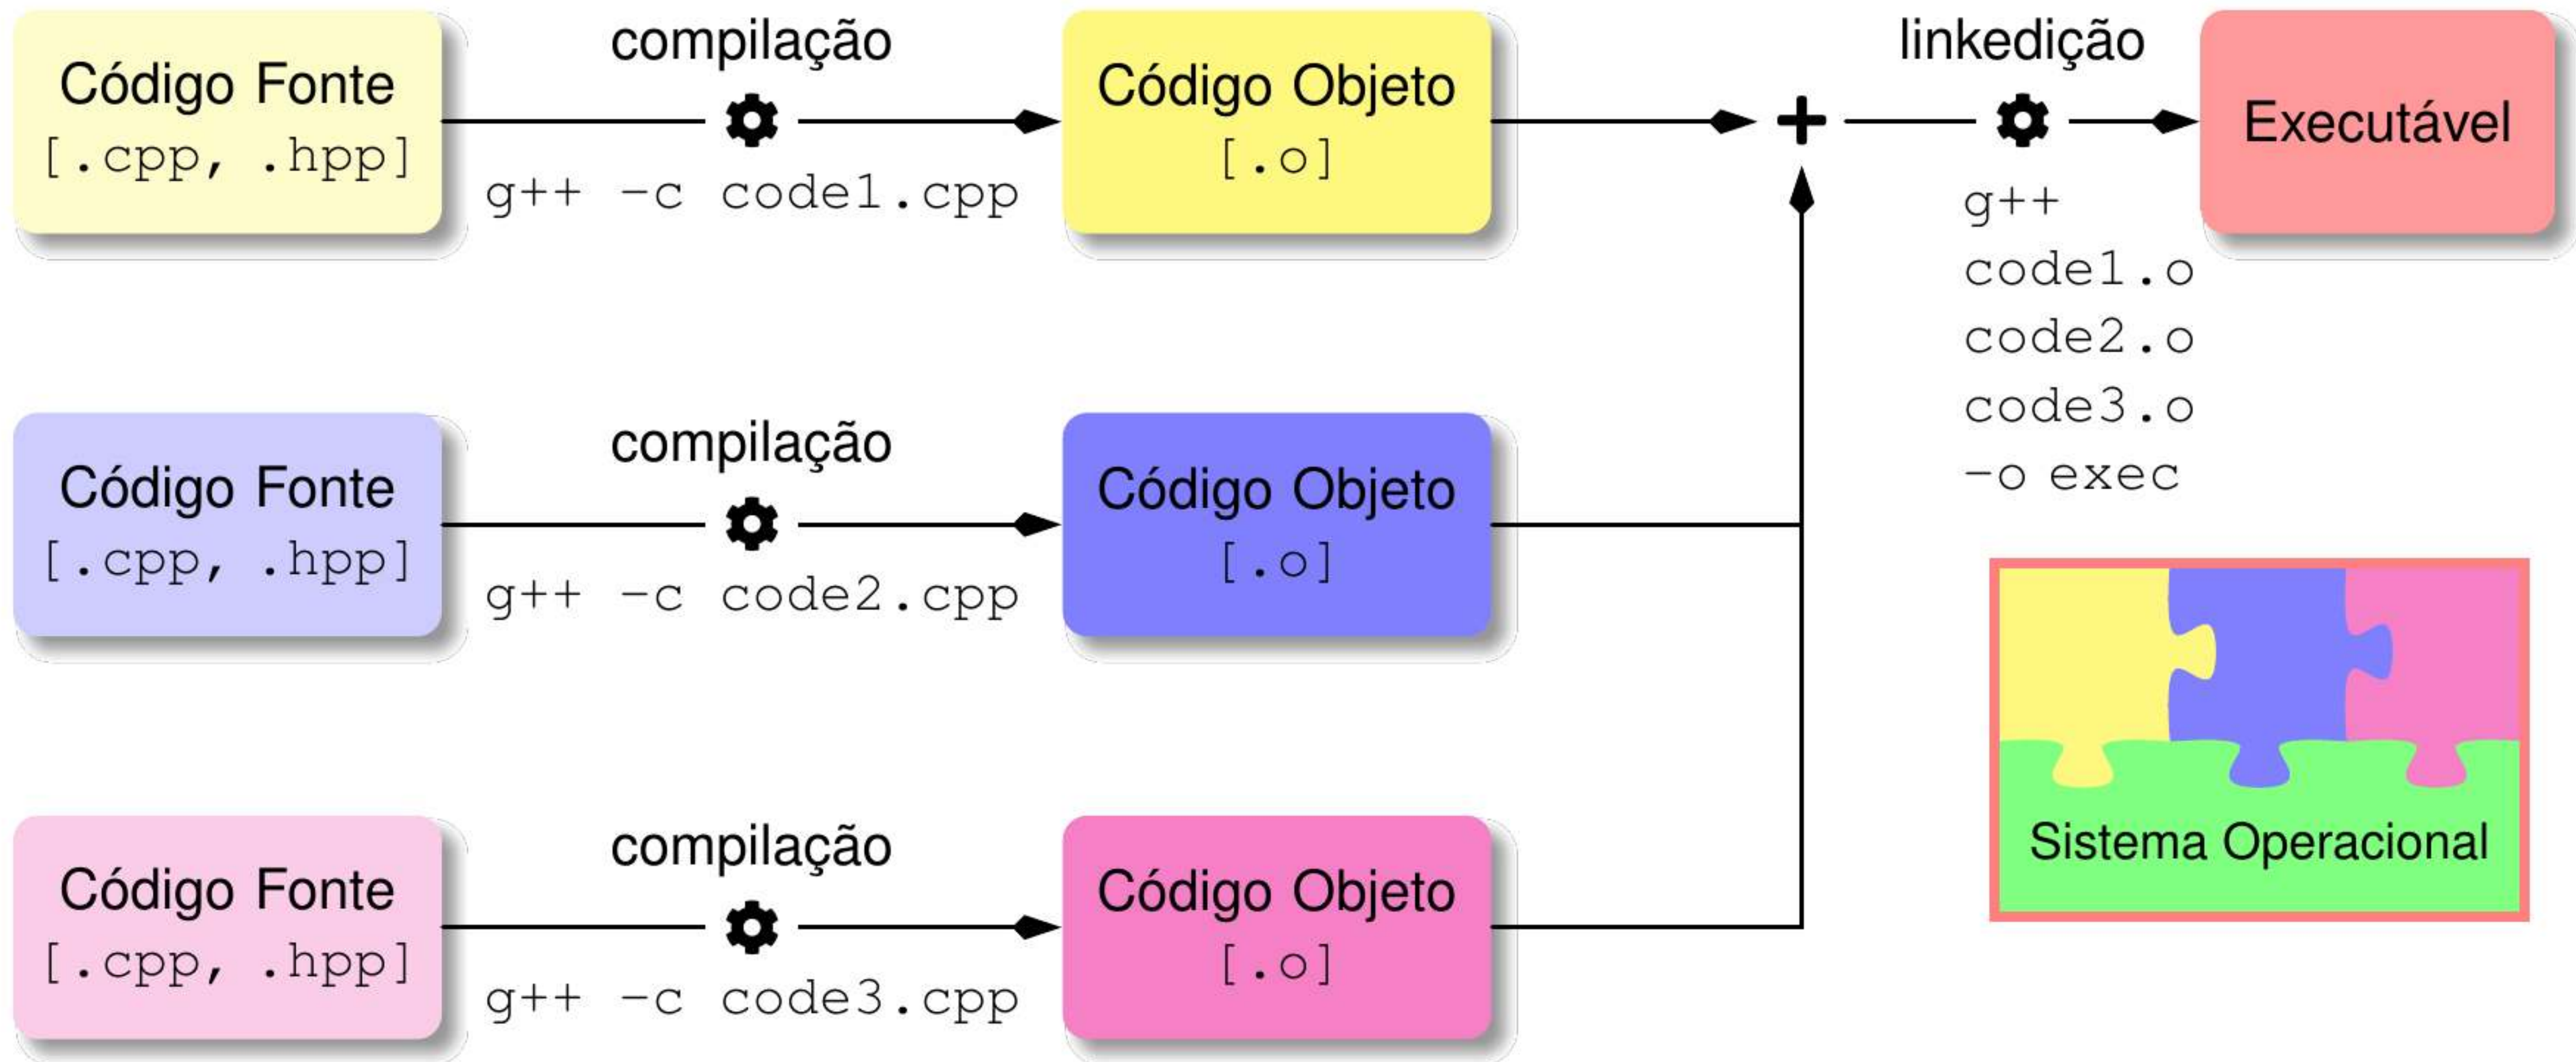 Código Fonte
[.cpp, .hpp]
compilação
g++ -c code1.cpp
Código Objeto
[.o]
linkedição
g++
code1.o
code2.o
code3.o
-o exec
Executável
Código Fonte
[.cpp, .hpp]
compilação
g++ -c code2.cpp
Código Objeto
[.o]
Código Fonte
[.cpp, .hpp]
compilação
g++ -c code3.cpp
Código Objeto
[.o]
Sistema Operacional